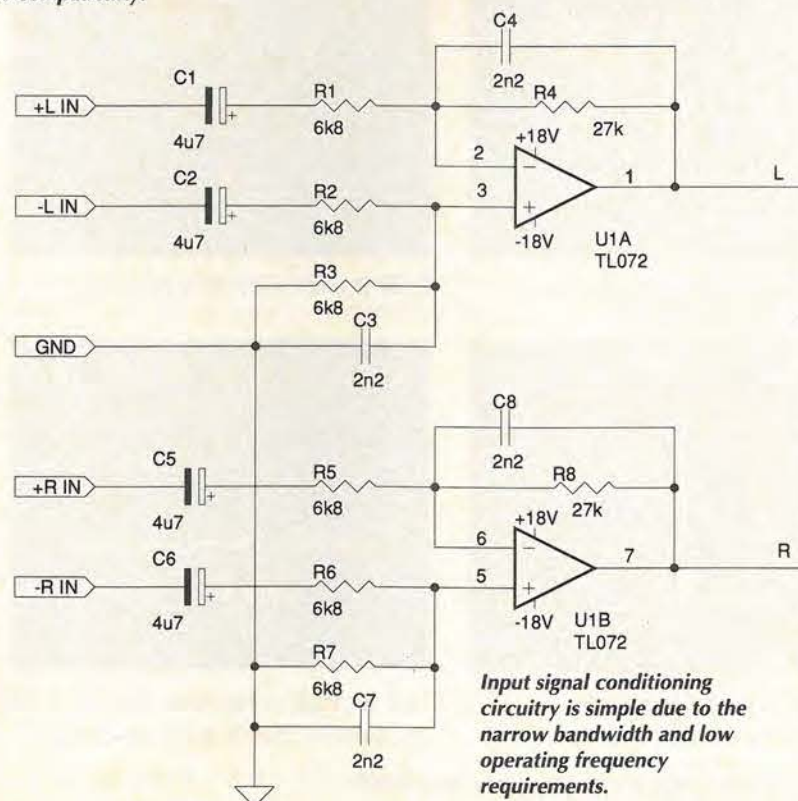 C4
2n2
C1
R1
R4
+L IN
4u7
6k8
27k
+18V
C2
R2
2
3
1
L
-L IN
4u7
6k8
-18V
U1A
TL072
R3
6k8
GND
C3
2n2
C8
2n2
C5
R5
R8
+R IN
4u7
6k8
27k
+18V
C6
R6
6
5
7
R
-R IN
4u7
6k8
-18V
U1B
TL072
R7
6k8
C7
2n2
Input signal conditioning
circuitry is simple due to the
narrow bandwidth and low
operating frequency
requirements.